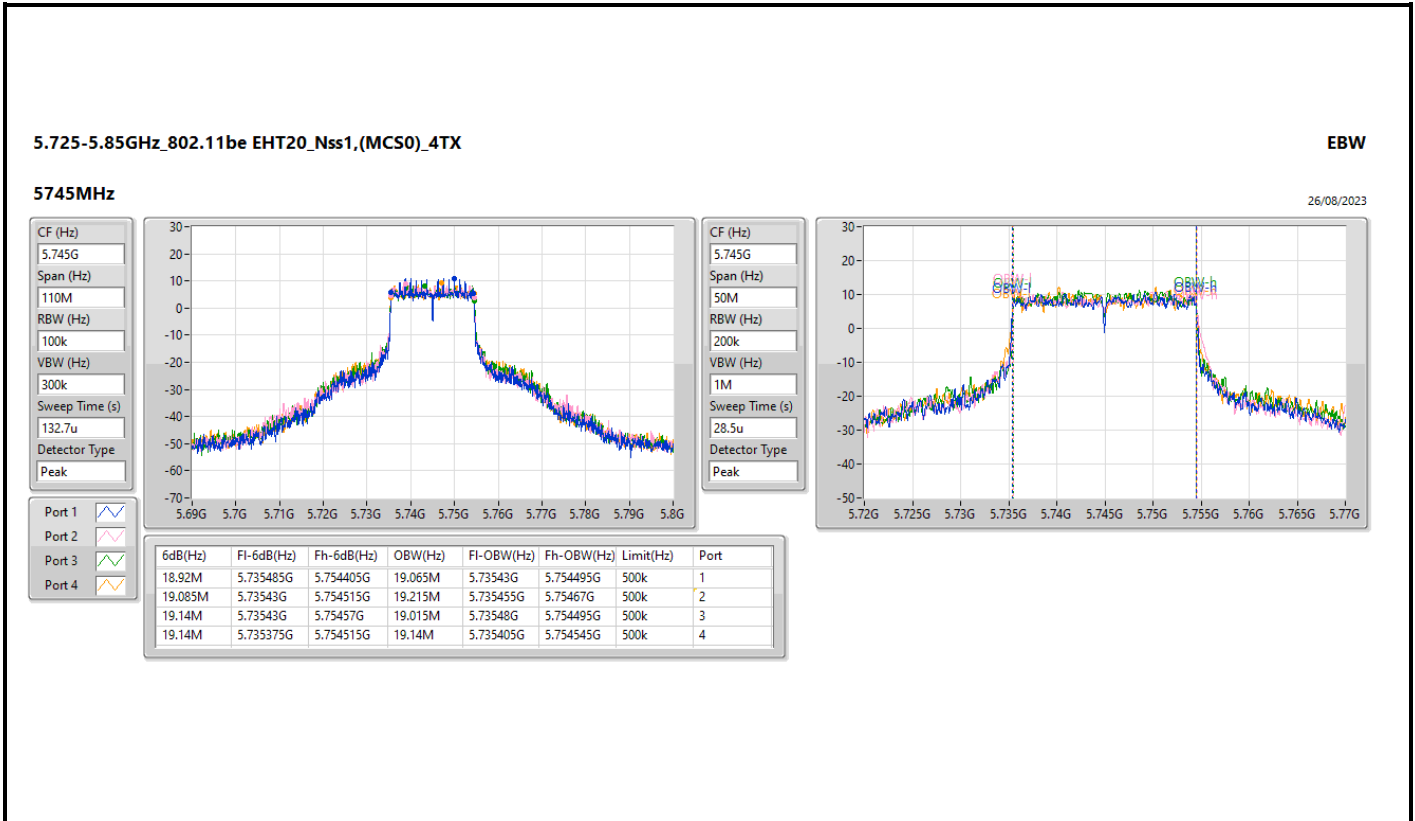 5.725-5.85GHz_802.11be EHT20_Nss1,(MCS0)_4TX
EBW
5745MHz
26/08/2023
CF (Hz)
5.745G
Span (Hz)
110M
RBW (Hz)
100k
VBW (Hz)
300k
Sweep Time (s)
132.7u
Detector Type
Peak
Port 1
Port 2
Port 3
Port 4
30
20
10
0
-10
-20
-30
-40
-50
-60
-70
5.69G 5.7G 5.71G 5.72G 5.73G 5.74G 5.75G 5.76G 5.77G 5.78G 5.79G 5.8G
CF (Hz)
5.745G
Span (Hz)
50M
RBW (Hz)
200k
VBW (Hz)
1M
Sweep Time (s)
28.5u
Detector Type
Peak
30
20
10
0
-10
-20
-30
-40
-50
OBW-l
OBW-h
5.72G 5.725G 5.73G 5.735G 5.74G 5.745G 5.75G 5.755G 5.76G 5.765G 5.77G
6dB(Hz) Fl-6dB(Hz) Fh-6dB(Hz) OBW(Hz) Fl-OBW(Hz) Fh-OBW(Hz) Limit(Hz) Port
18.92M 5.735485G 5.754405G 19.065M 5.73543G 5.754495G 500k 1
19.085M 5.73543G 5.754515G 19.215M 5.735455G 5.75467G 500k 2
19.14M 5.73543G 5.75457G 19.015M 5.73548G 5.754495G 500k 3
19.14M 5.735375G 5.754515G 19.14M 5.735405G 5.754545G 500k 4